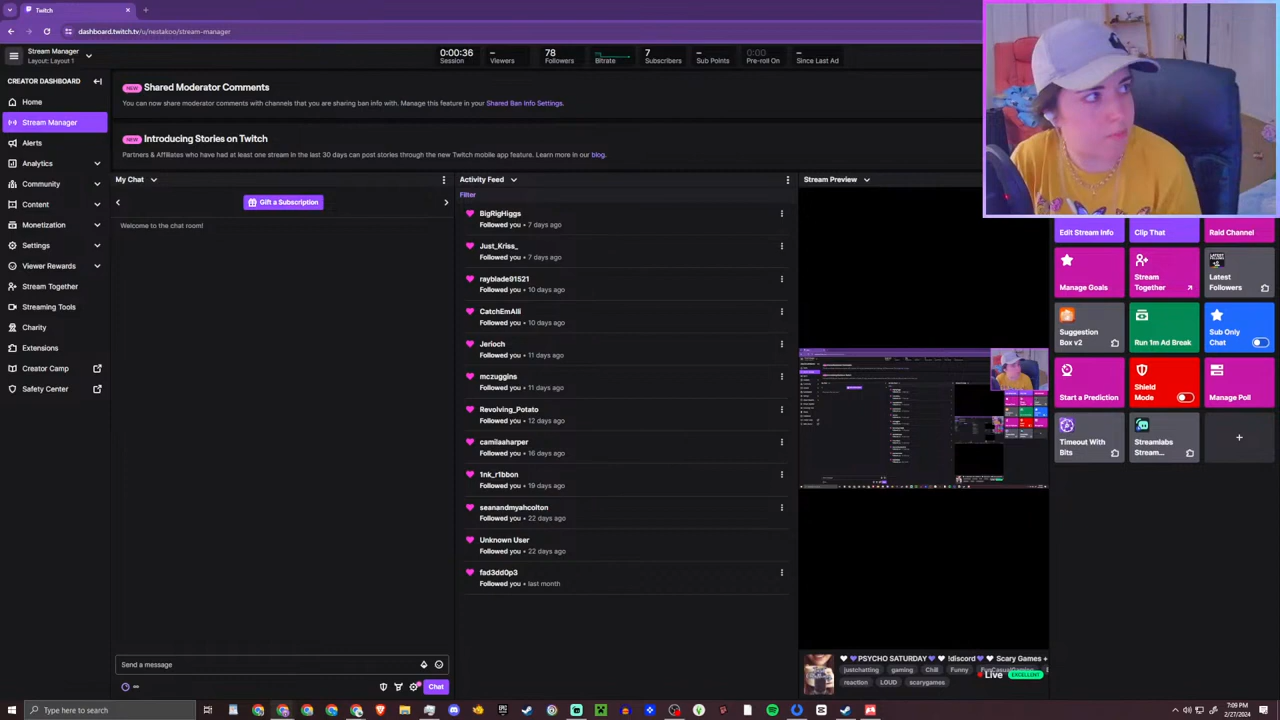 Twitch
dashboard.twitch.tv/u/nestakoo/stream-manager
Stream Manager
Layout: Layout 1
0:00:36
Session
–
Viewers
78
Followers
Bitrate
7
Subscribers
–
Sub Points
0:00
Pre-roll On
–
Since Last Ad
CREATOR DASHBOARD
Home
Stream Manager
Alerts
Analytics
Community
Content
Monetization
Settings
Viewer Rewards
Stream Together
Streaming Tools
Charity
Extensions
Creator Camp
Safety Center
NEW Shared Moderator Comments
You can now share moderator comments with channels that you are sharing ban info with. Manage this feature in your Shared Ban Info Settings.
NEW Introducing Stories on Twitch
Partners & Affiliates who have had at least one stream in the last 30 days can post stories through the new Twitch mobile app feature. Learn more in our blog.
My Chat
Gift a Subscription
Welcome to the chat room!
Send a message
Chat
Activity Feed
Filter
BigRigHiggs
Followed you • 7 days ago
Just_Kriss_
Followed you • 7 days ago
rayblade91521
Followed you • 10 days ago
CatchEmAlli
Followed you • 10 days ago
Jerioch
Followed you • 11 days ago
mczuggins
Followed you • 11 days ago
Revolving_Potato
Followed you • 12 days ago
camilaaharper
Followed you • 16 days ago
1nk_r1bbon
Followed you • 19 days ago
seanandmyahcolton
Followed you • 22 days ago
Unknown User
Followed you • 22 days ago
fad3dd0p3
Followed you • last month
Stream Preview
PSYCHO SATURDAY !discord Scary Games +
justchatting gaming Chill Funny
reaction LOUD scarygames
Live EXCELLENT
Edit Stream Info
Clip That
Raid Channel
Manage Goals
Stream
Together
Latest
Followers
Suggestion
Box v2
Run 1m Ad Break
Sub Only
Chat
Start a Prediction
Shield
Mode
Manage Poll
Timeout With
Bits
Streamlabs
Stream...
Type here to search
7:09 PM
2/27/2024